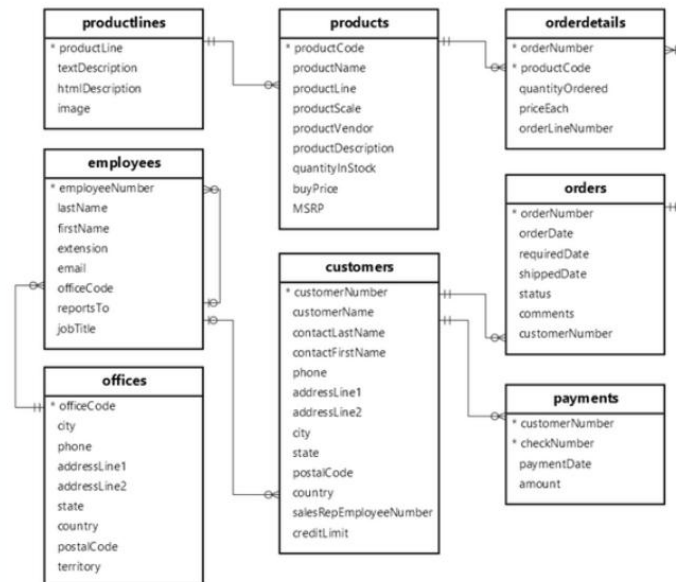 productlines
* productLine
textDescription
htmlDescription
image
products
* productCode
productName
productLine
productScale
productVendor
productDescription
quantityInStock
buyPrice
MSRP
orderdetails
* orderNumber
* productCode
quantityOrdered
priceEach
orderLineNumber
employees
* employeeNumber
lastName
firstName
extension
email
officeCode
reportsTo
jobTitle
customers
* customerNumber
customerName
contactLastName
contactFirstName
phone
addressLine1
addressLine2
city
state
postalCode
country
salesRepEmployeeNumber
creditLimit
orders
* orderNumber
orderDate
requiredDate
shippedDate
status
comments
customerNumber
offices
* officeCode
city
phone
addressLine1
addressLine2
state
country
postalCode
territory
payments
* customerNumber
* checkNumber
paymentDate
amount